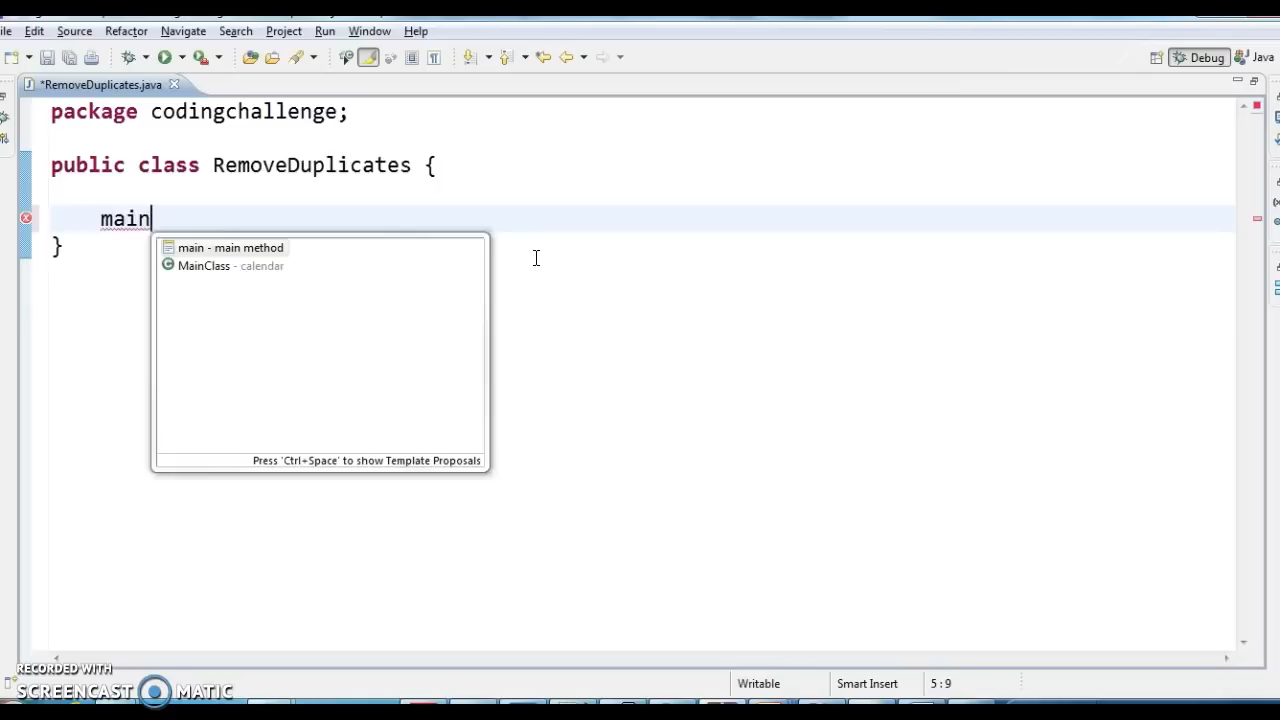 ile Edit Source Refactor Navigate Search Project Run Window Help
Debug Java
*RemoveDuplicates.java
package codingchallenge;
public class RemoveDuplicates {
main
}
main - main method
MainClass - calendar
Press 'Ctrl+Space' to show Template Proposals
RECORDED WITH
SCREENCAST MATIC
Writable Smart Insert 5 : 9